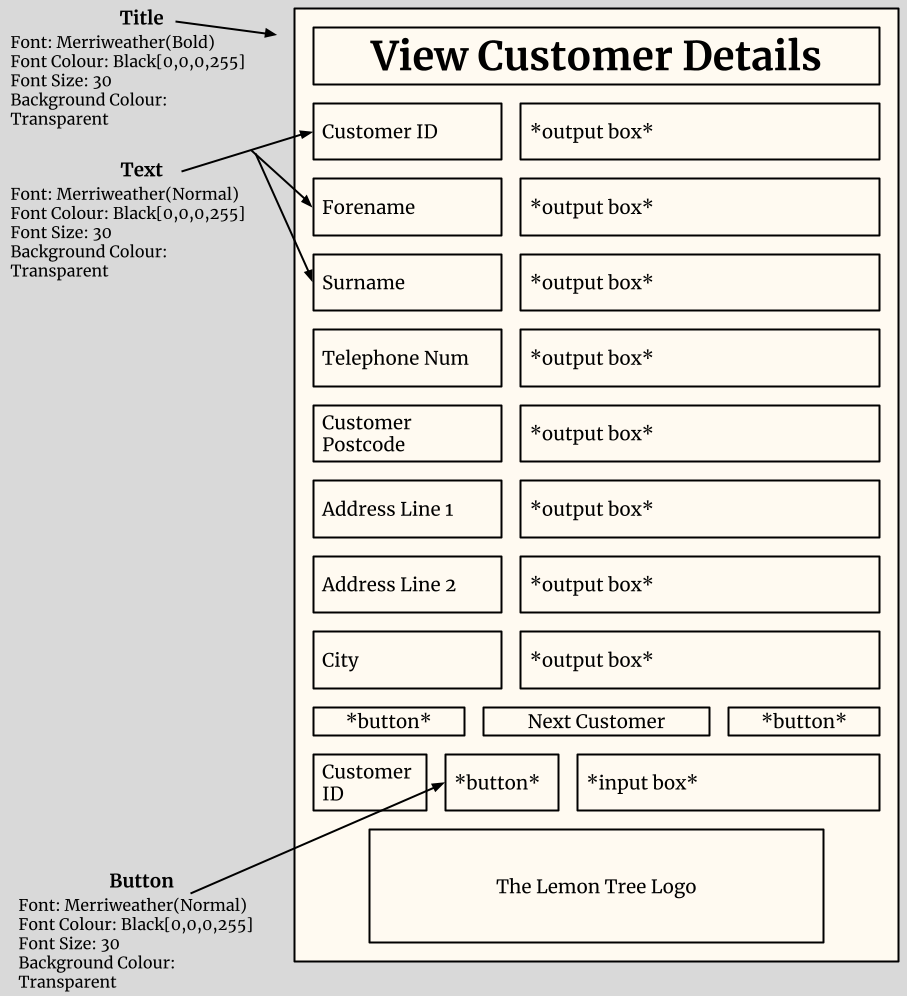 Title
Font: Merriweather(Bold)
Font Colour: Black[0,0,0,255]
Font Size: 30
Background Colour:
Transparent
Text
Font: Merriweather(Normal)
Font Colour: Black[0,0,0,255]
Font Size: 30
Background Colour:
Transparent
View Customer Details
Customer ID
*output box*
Forename
*output box*
Surname
*output box*
Telephone Num
*output box*
Customer
Postcode
*output box*
Address Line 1
*output box*
Address Line 2
*output box*
City
*output box*
*button*
Next Customer
*button*
Customer
ID
*button*
*input box*
The Lemon Tree Logo
Button
Font: Merriweather(Normal)
Font Colour: Black[0,0,0,255]
Font Size: 30
Background Colour:
Transparent